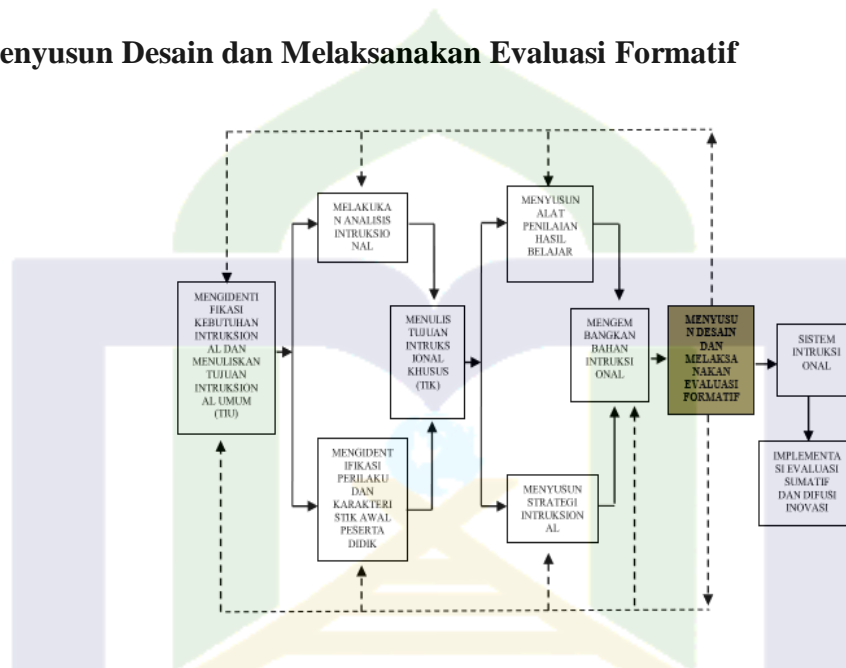 enyusun Desain dan Melaksanakan Evaluasi Formatif
MENGIDENTI
FIKASI
KEBUTUHAN
INTRUKSION
AL DAN
MENULISKAN
TUJUAN
INTRUKSION
AL UMUM
(TIU)
MELAKUKA
N ANALISIS
INTRUKSIO
NAL
MENGIDENT
IFIKASI
PERILAKU
DAN
KARAKTERI
STIK AWAL
PESERTA
DIDIK
MENULIS
TUJUAN
INTRUKS
IONAL
KHUSUS
(TIK)
MENYUSUN
ALAT
PENILAIAN
HASIL
BELAJAR
MENYUSUN
STRATEGI
INTRUKSION
AL
MENGEM
BANGKAN
BAHAN
INTRUKSI
ONAL
MENYUSU
N DESAIN
DAN
MELAKSA
NAKAN
EVALUASI
FORMATIF
SISTEM
INTRUKSI
ONAL
IMPLEMENTA
SI EVALUASI
SUMATIF
DAN DIFUSI
INOVASI